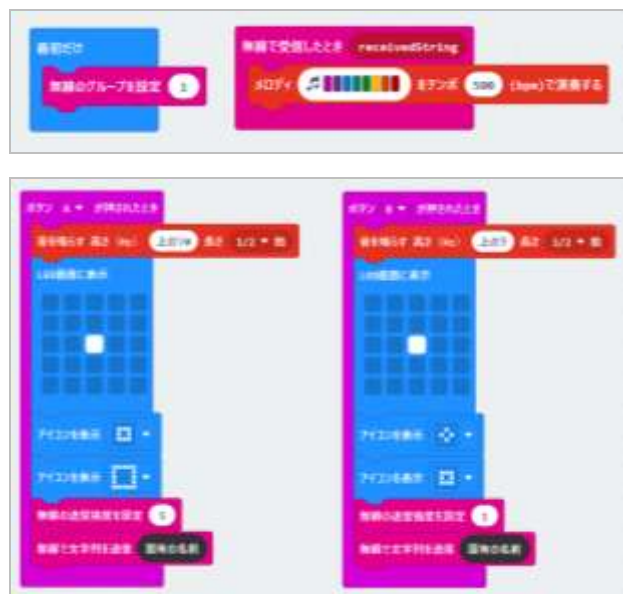 最初だけ
無線のグループを設定 1
無線で受信したとき receivedString
メロディ をテンポ 500 (bpm)で演奏する
ボタン A が押されたとき
音を鳴らす 高さ (Hz) 上のソ# 長さ 1/2 拍
LED画面に表示
アイコンを表示
アイコンを表示
無線の送信強度を設定 5
無線で文字列を送信 固有の名前
ボタン B が押されたとき
音を鳴らす 高さ (Hz) 上のラ 長さ 1/2 拍
LED画面に表示
アイコンを表示
アイコンを表示
無線の送信強度を設定 1
無線で文字列を送信 固有の名前